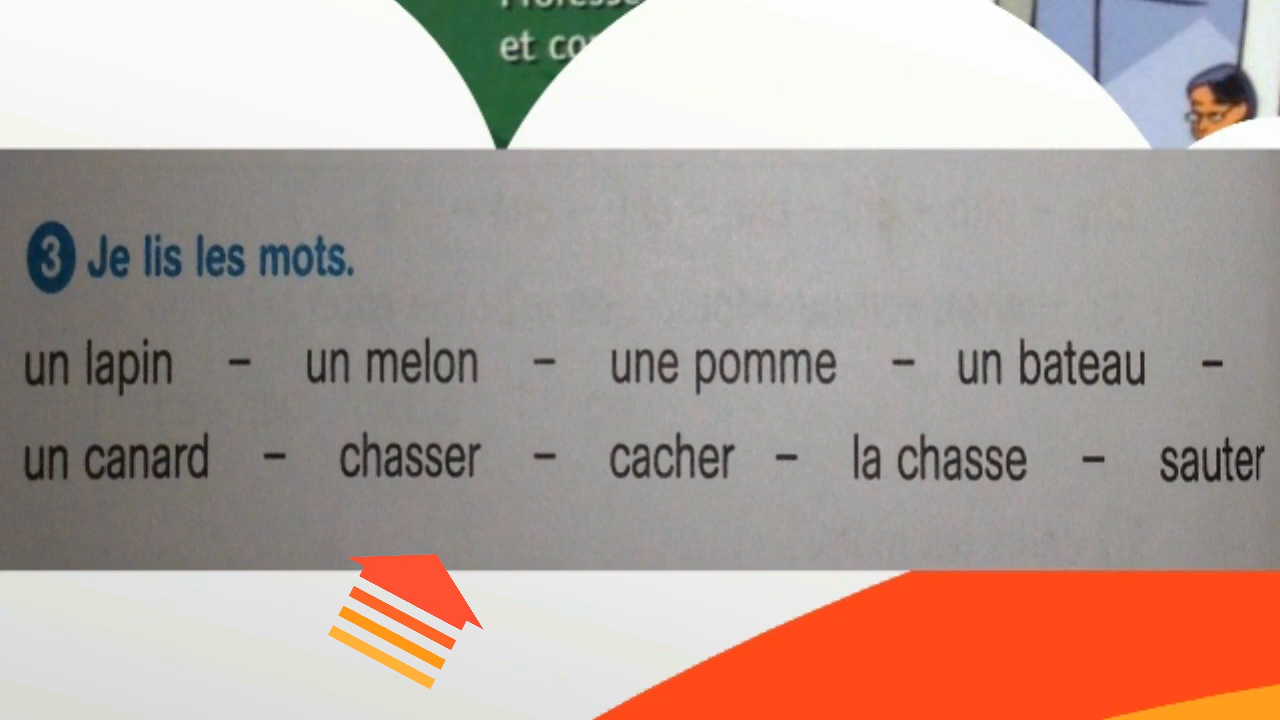 et
3 Je lis les mots.
un lapin – un melon – une pomme – un bateau –
un canard – chasser – cacher – la chasse – sauter